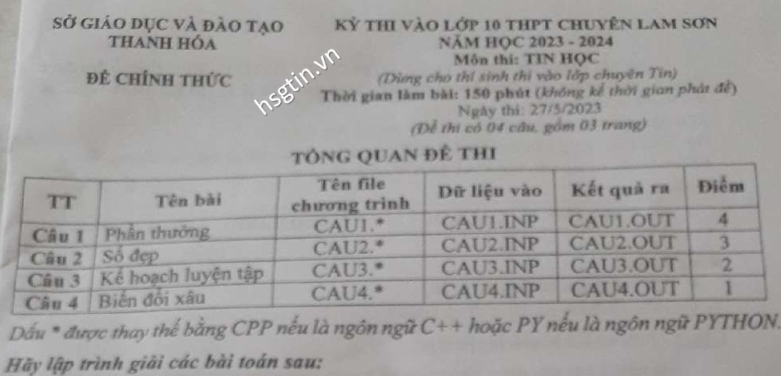 SỞ GIÁO DỤC VÀ ĐÀO TẠO
THANH HÓA
ĐỀ CHÍNH THỨC
KỲ THI VÀO LỚP 10 THPT CHUYÊN LAM SƠN
NĂM HỌC 2023 - 2024
Môn thi: TIN HỌC
(Dùng cho thí sinh thi vào lớp chuyên Tin)
Thời gian làm bài: 150 phút (không kể thời gian phát đề)
Ngày thi: 27/5/2023
(Đề thi có 04 câu, gồm 03 trang)
hsgtin.vn
TỔNG QUAN ĐỀ THI
TT Tên bài Tên file chương trình Dữ liệu vào Kết quả ra Điểm
Câu 1 Phần thưởng CAU1.* CAU1.INP CAU1.OUT 4
Câu 2 Số đẹp CAU2.* CAU2.INP CAU2.OUT 3
Câu 3 Kế hoạch luyện tập CAU3.* CAU3.INP CAU3.OUT 2
Câu 4 Biến đổi xâu CAU4.* CAU4.INP CAU4.OUT 1
Dấu * được thay thế bằng CPP nếu là ngôn ngữ C++ hoặc PY nếu là ngôn ngữ PYTHON.
Hãy lập trình giải các bài toán sau: